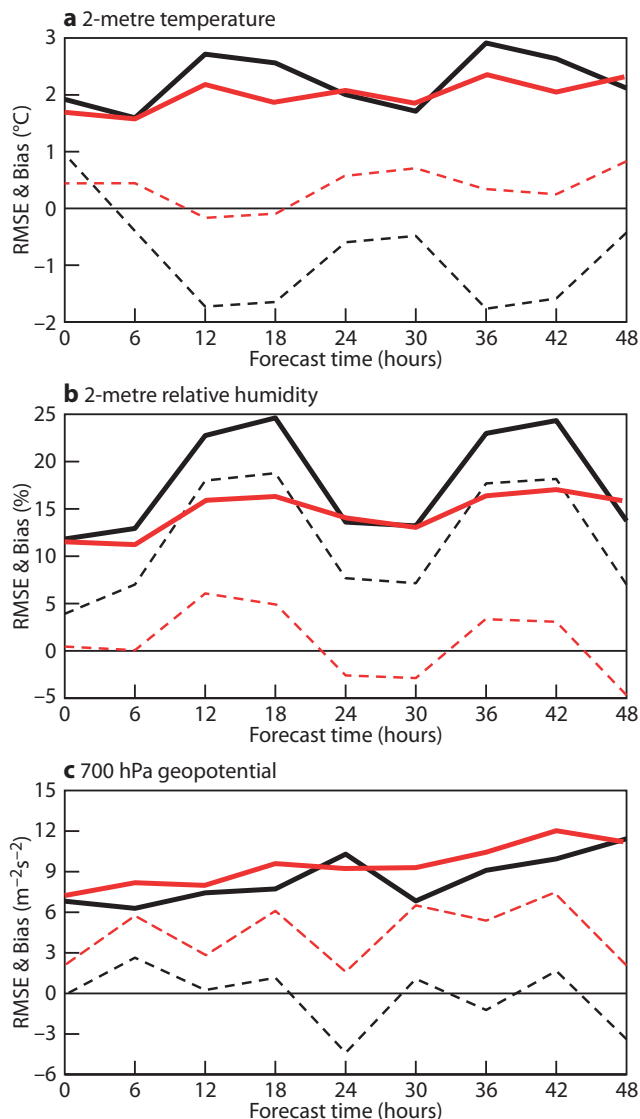 a 2-metre temperature
3
2
1
0
−1
−2
RMSE & Bias (°C)
0 6 12 18 24 30 36 42 48
Forecast time (hours)
b 2-metre relative humidity
25
20
15
10
5
0
−5
RMSE & Bias (%)
0 6 12 18 24 30 36 42 48
Forecast time (hours)
c 700 hPa geopotential
15
12
9
6
3
0
−3
−6
RMSE & Bias (m⁻²s⁻²)
0 6 12 18 24 30 36 42 48
Forecast time (hours)